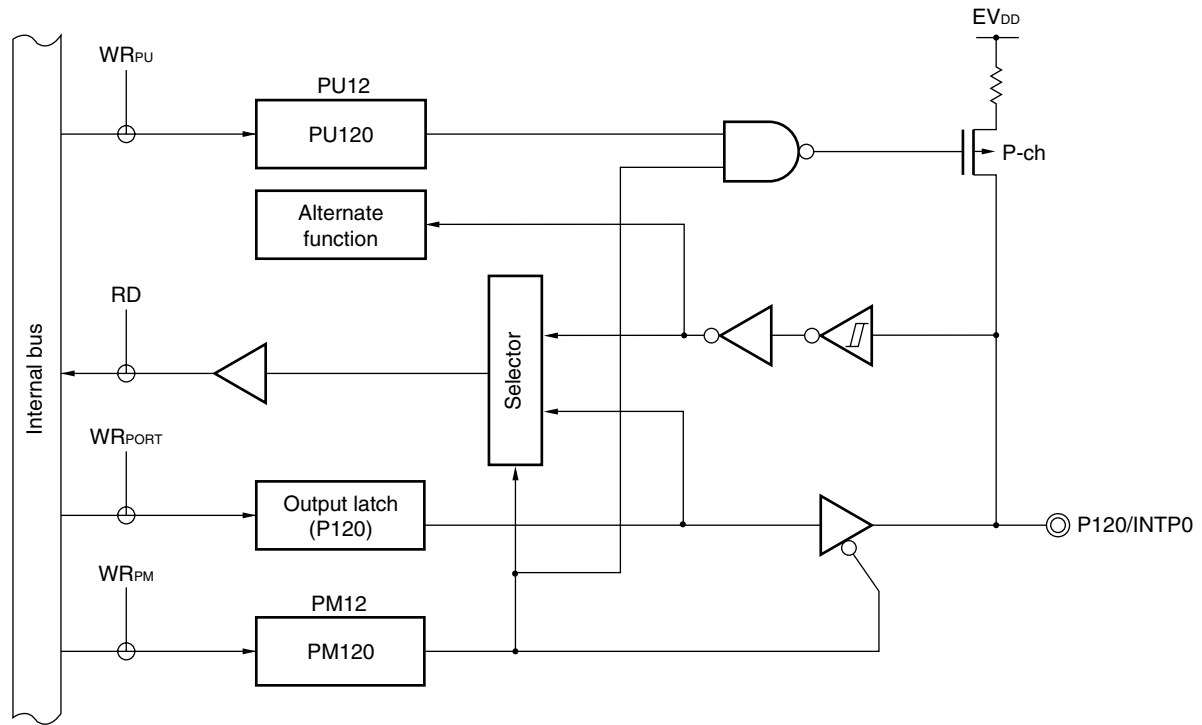 EVDD
WRPU
PU12
PU120
P-ch
Alternate
function
RD
Internal bus
Selector
WRPORT
Output latch
(P120)
P120/INTP0
WRPM
PM12
PM120